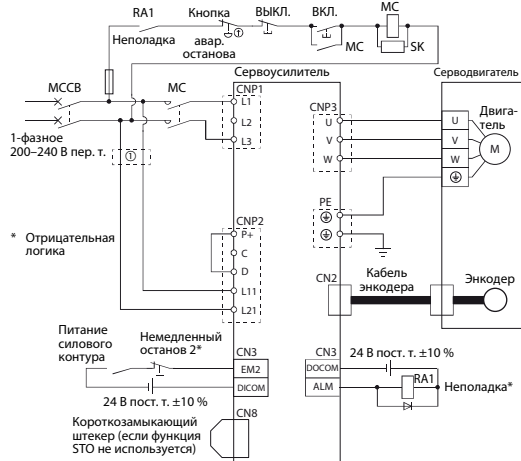 RA1
Кнопка
ВЫКЛ.
ВКЛ.
MC
Неполадка
①
авар.
останова
MC
SK
Сервоусилитель
Серводвигатель
MCCB
MC
CNP1
L1
L2
L3
1-фазное
200–240 В пер. т.
①
CNP3
U
V
W
U
V
W
Двига-
тель
M
PE
* Отрицательная
логика
CNP2
P+
C
D
L11
L21
CN2
Кабель
энкодера
Энкодер
Питание
силового
контура
Немедленный
останов 2*
CN3
EM2
DICOM
24 В пост. т. ±10 %
CN3
DOCOM
ALM
24 В пост. т. ±10 %
RA1
Неполадка*
CN8
Короткозамыкающий
штекер (если функция
STO не используется)